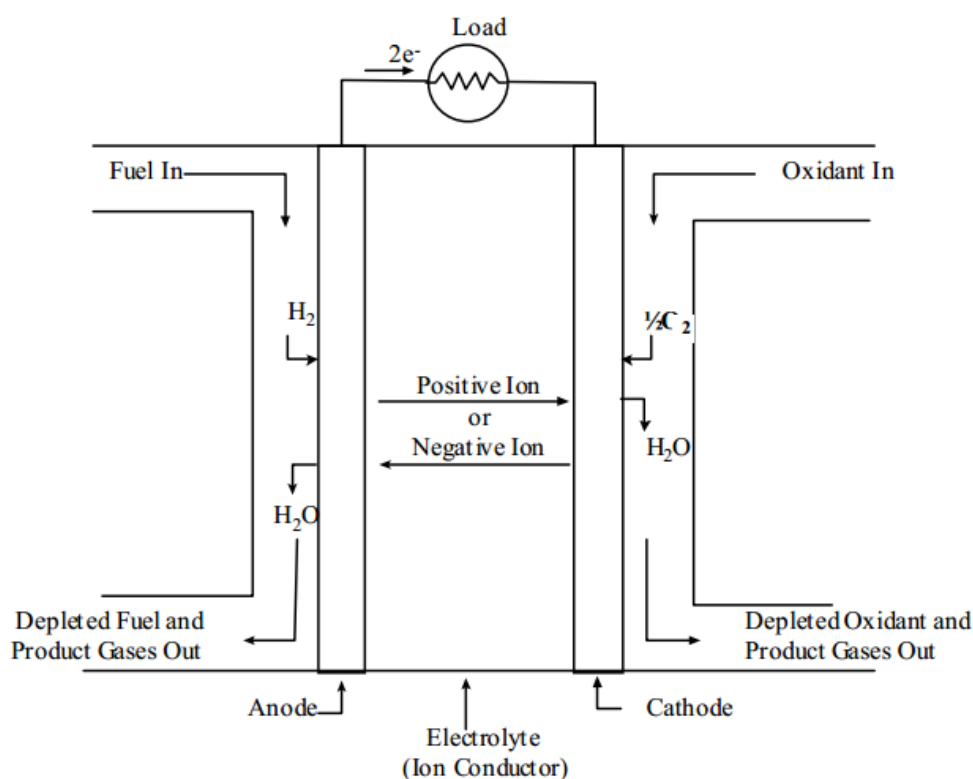 Load
2e-
Fuel In
Oxidant In
H2
½C 2
Positive Ion
or
Negative Ion
H2O
H2O
Depleted Fuel and
Product Gases Out
Depleted Oxidant and
Product Gases Out
Anode
Cathode
Electrolyte
(Ion Conductor)